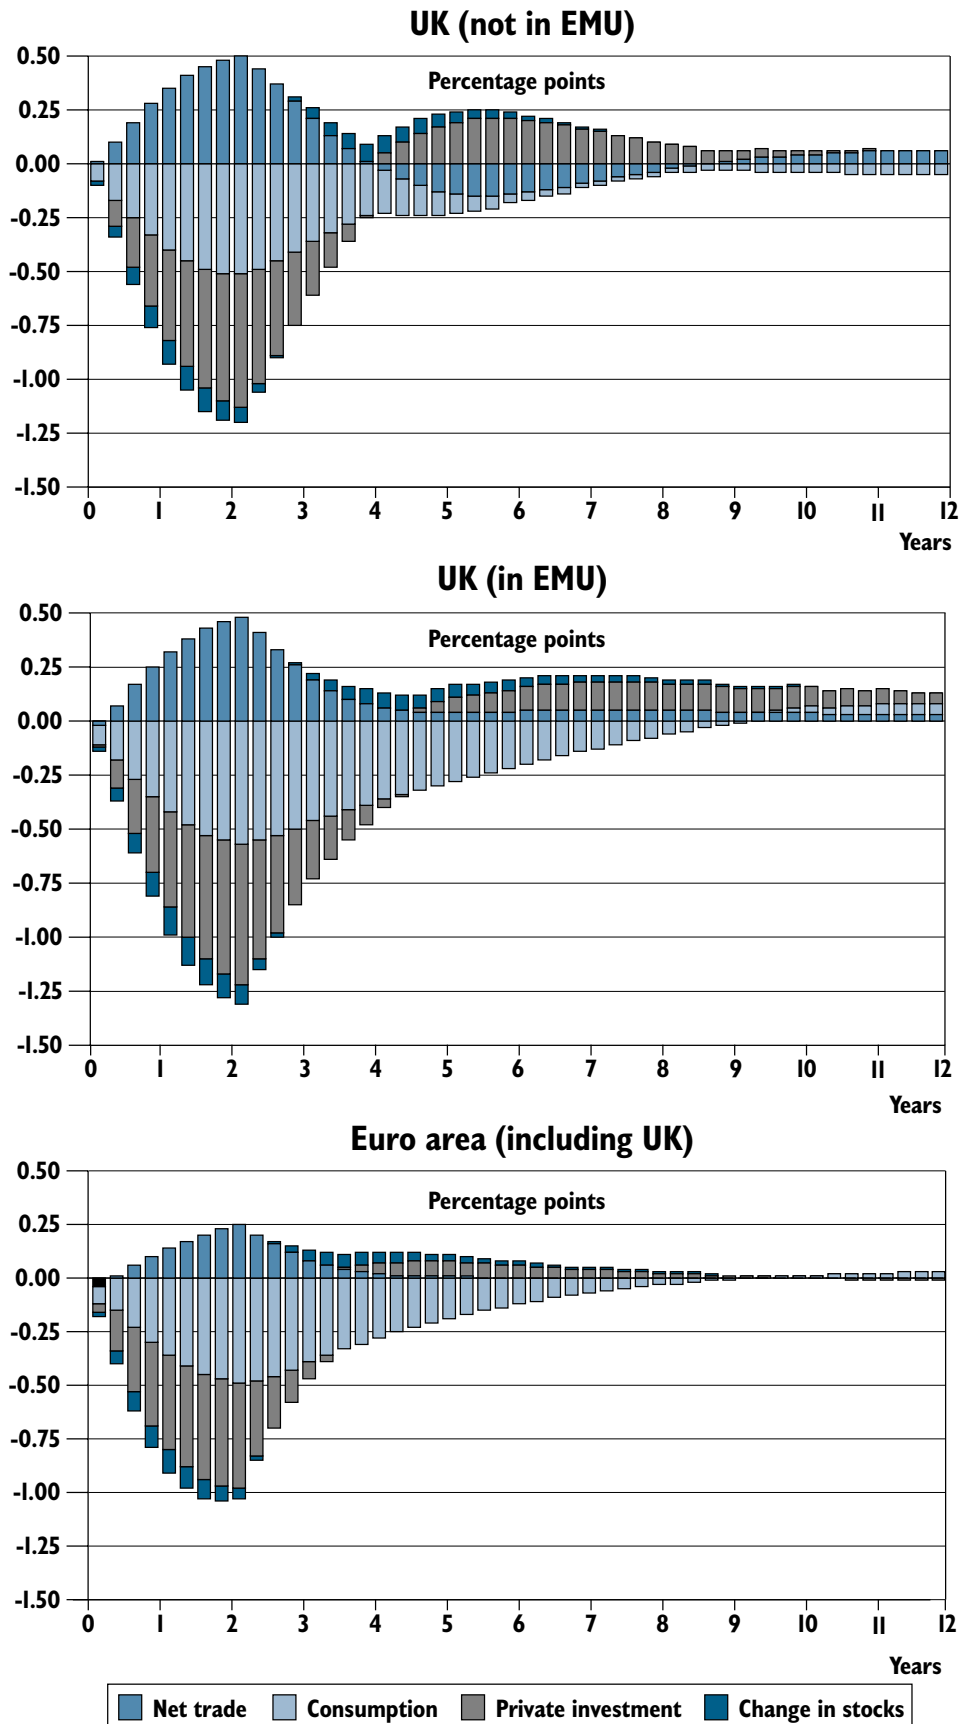 UK (not in EMU)
0.50
Percentage points
0.25
0.00
-0.25
-0.50
-0.75
-1.00
-1.25
-1.50
0 1 2 3 4 5 6 7 8 9 10 11 12
Years
UK (in EMU)
0.50
Percentage points
0.25
0.00
-0.25
-0.50
-0.75
-1.00
-1.25
-1.50
0 1 2 3 4 5 6 7 8 9 10 11 12
Years
Euro area (including UK)
0.50
Percentage points
0.25
0.00
-0.25
-0.50
-0.75
-1.00
-1.25
-1.50
0 1 2 3 4 5 6 7 8 9 10 11 12
Years
Net trade Consumption Private investment Change in stocks